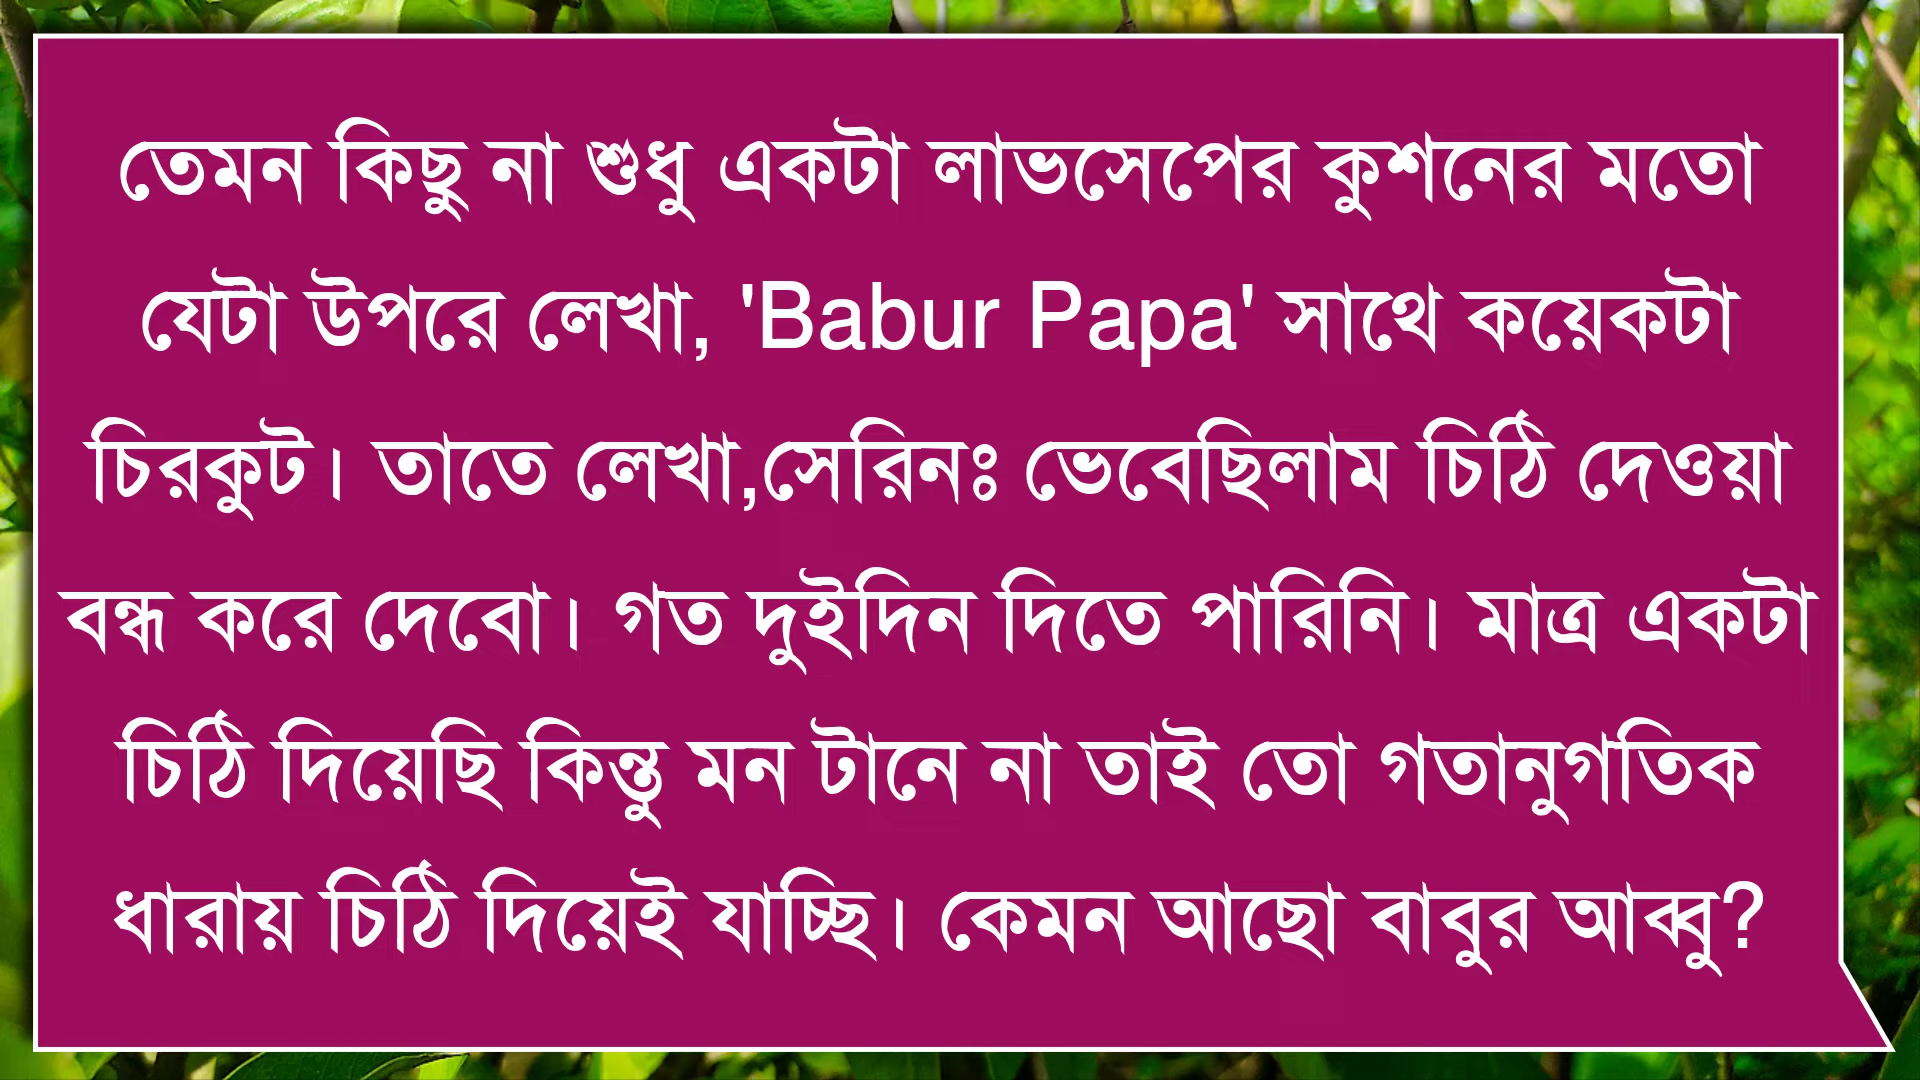 তেমন কিছু না শুধু একটা লাভসেপের কুশনের মতো
যেটা উপরে লেখা, 'Babur Papa' সাথে কয়েকটা
চিরকুট। তাতে লেখা,সেরিনঃ ভেবেছিলাম চিঠি দেওয়া
বন্ধ করে দেবো। গত দুইদিন দিতে পারিনি। মাত্র একটা
চিঠি দিয়েছি কিন্তু মন টানে না তাই তো গতানুগতিক
ধারায় চিঠি দিয়েই যাচ্ছি। কেমন আছো বাবুর আব্বু?